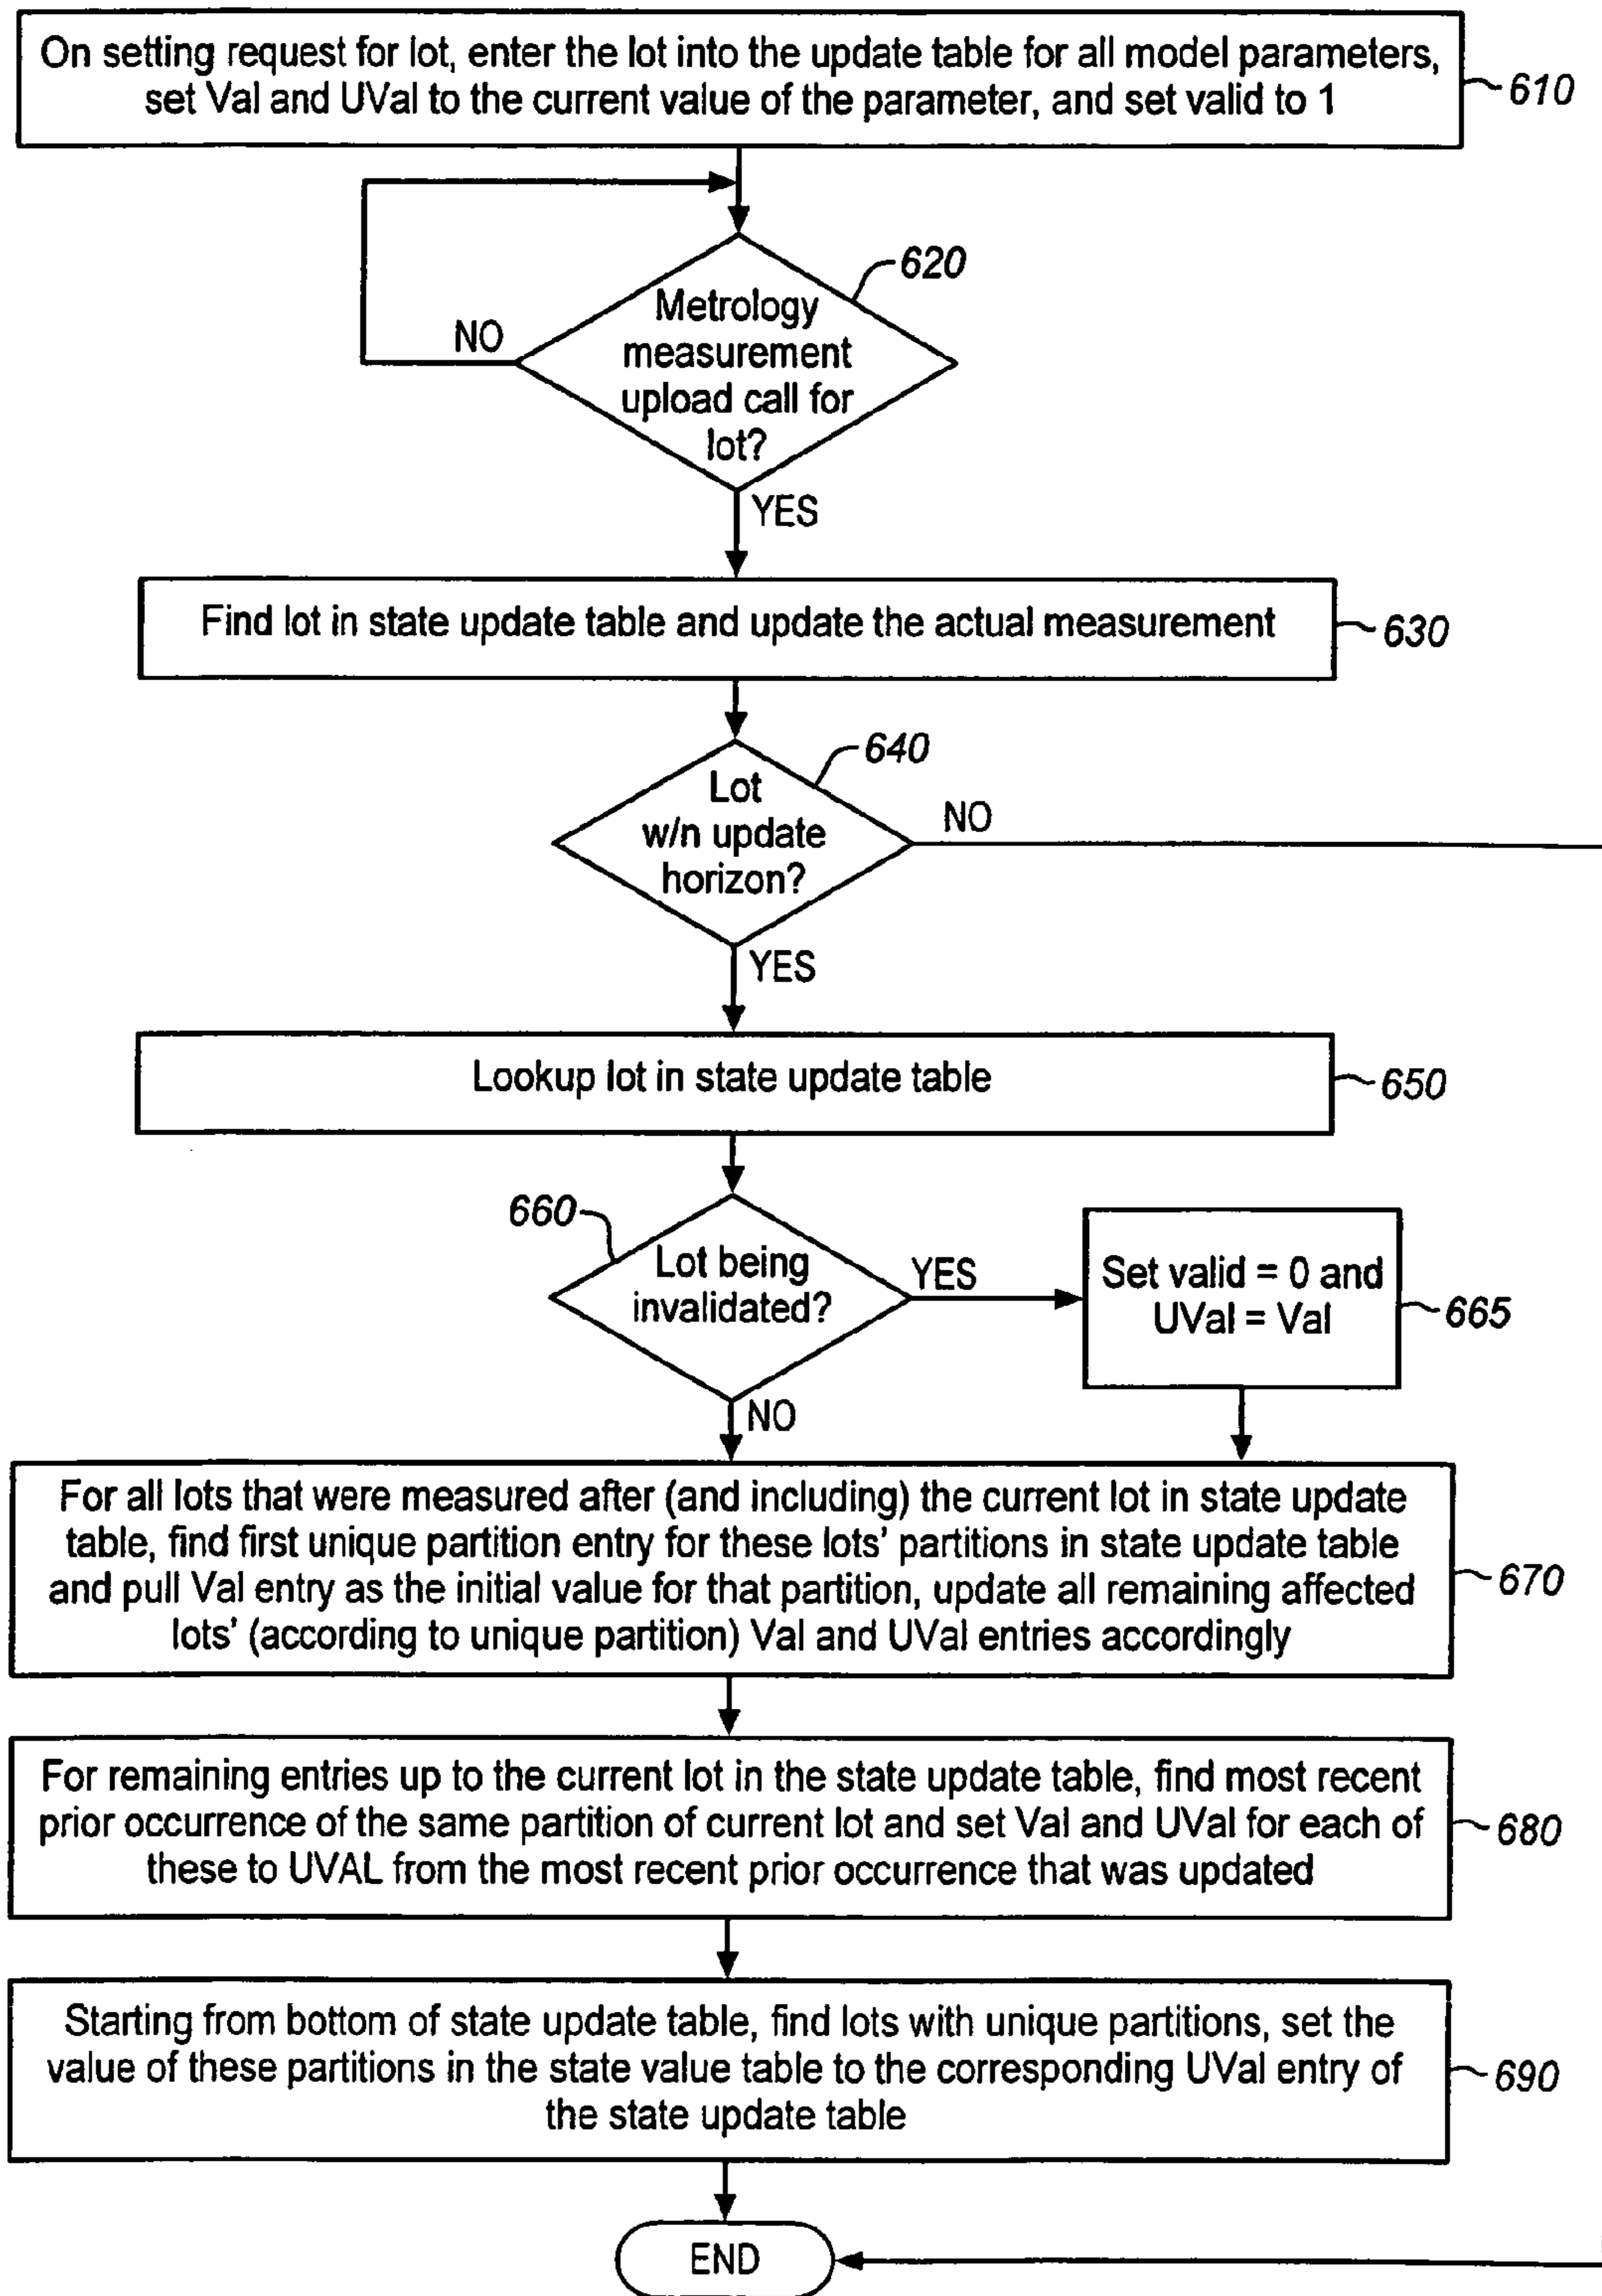 On setting request for lot, enter the lot into the update table for all model parameters,
set Val and UVal to the current value of the parameter, and set valid to 1
610
620
Metrology
measurement
upload call for
lot?
NO
YES
Find lot in state update table and update the actual measurement
630
640
Lot
w/n update
horizon?
NO
YES
Lookup lot in state update table
650
660
Lot being
invalidated?
YES
Set valid = 0 and
UVal = Val
665
NO
For all lots that were measured after (and including) the current lot in state update
table, find first unique partition entry for these lots' partitions in state update table
and pull Val entry as the initial value for that partition, update all remaining affected
lots' (according to unique partition) Val and UVal entries accordingly
670
For remaining entries up to the current lot in the state update table, find most recent
prior occurrence of the same partition of current lot and set Val and UVal for each of
these to UVAL from the most recent prior occurrence that was updated
680
Starting from bottom of state update table, find lots with unique partitions, set the
value of these partitions in the state value table to the corresponding UVal entry of
the state update table
690
END